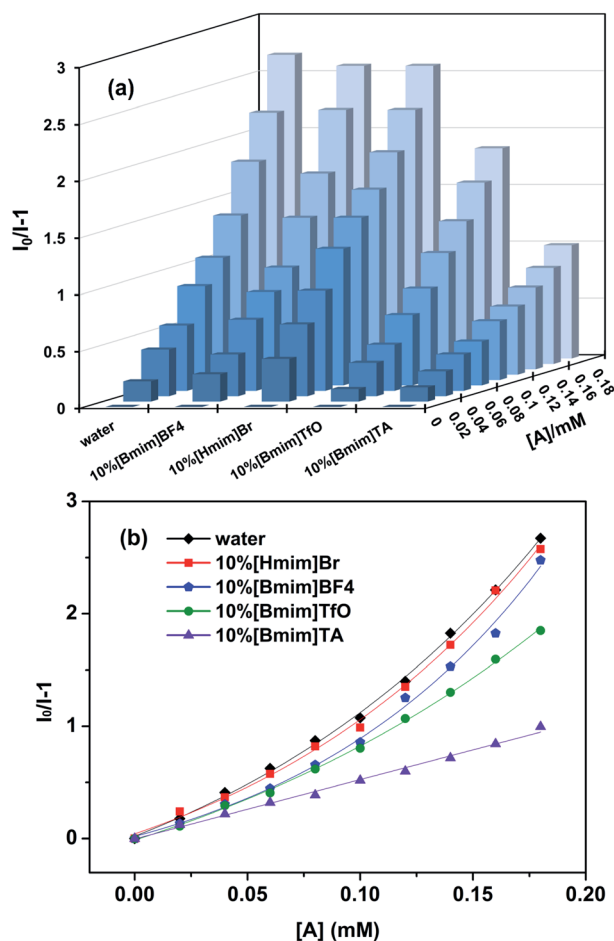 (a)
3
2.5
2
1.5
1
0.5
0
I0/I-1
water
10%[Bmim]BF4
10%[Hmim]Br
10%[Bmim]TfO
10%[Bmim]TA
0
0.02
0.04
0.06
0.08
0.1
0.12
0.14
0.16
0.18
[A]/mM
(b)
water
10%[Hmim]Br
10%[Bmim]BF4
10%[Bmim]TfO
10%[Bmim]TA
3
2
1
0
I0/I-1
0.00 0.05 0.10 0.15 0.20
[A] (mM)